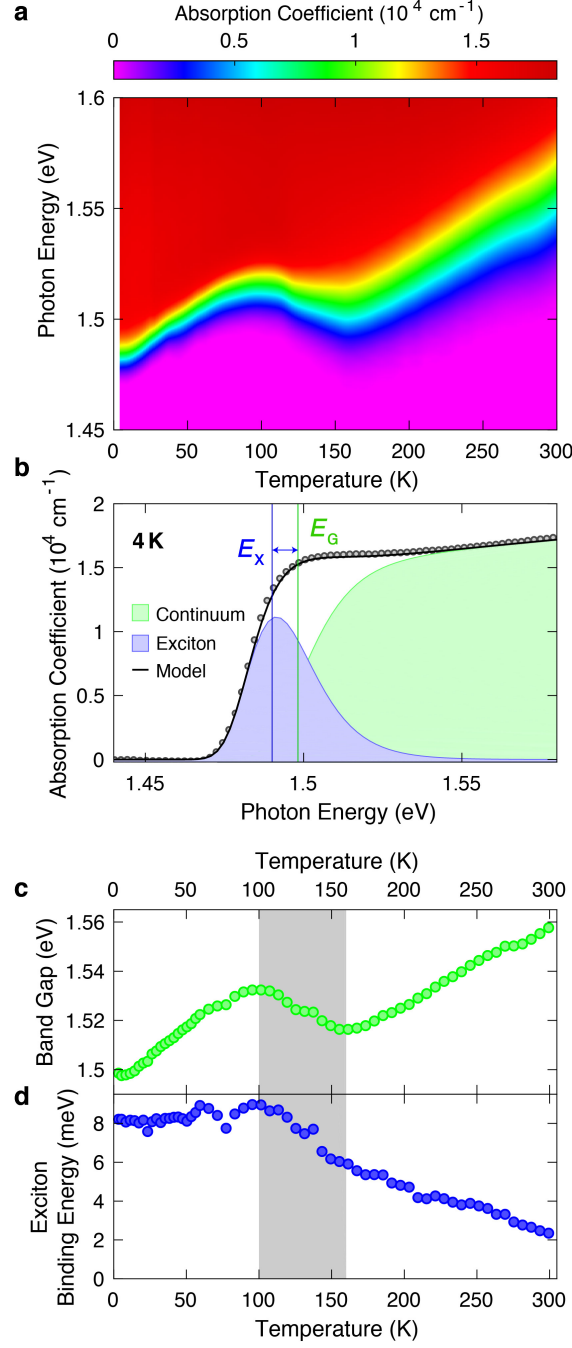 a
Absorption Coefficient (10^4 cm^-1)
0 0.5 1 1.5
1.6
1.55
1.5
1.45
Photon Energy (eV)
0 50 100 150 200 250 300
Temperature (K)
b
2
1.5
1
0.5
0
Absorption Coefficient (10^4 cm^-1)
4 K
E_X
E_G
Continuum
Exciton
Model
1.45 1.5 1.55
Photon Energy (eV)
Temperature (K)
c
0 50 100 150 200 250 300
1.56
1.54
1.52
1.5
Band Gap (eV)
d
8
6
4
2
0
Exciton
Binding Energy (meV)
0 50 100 150 200 250 300
Temperature (K)